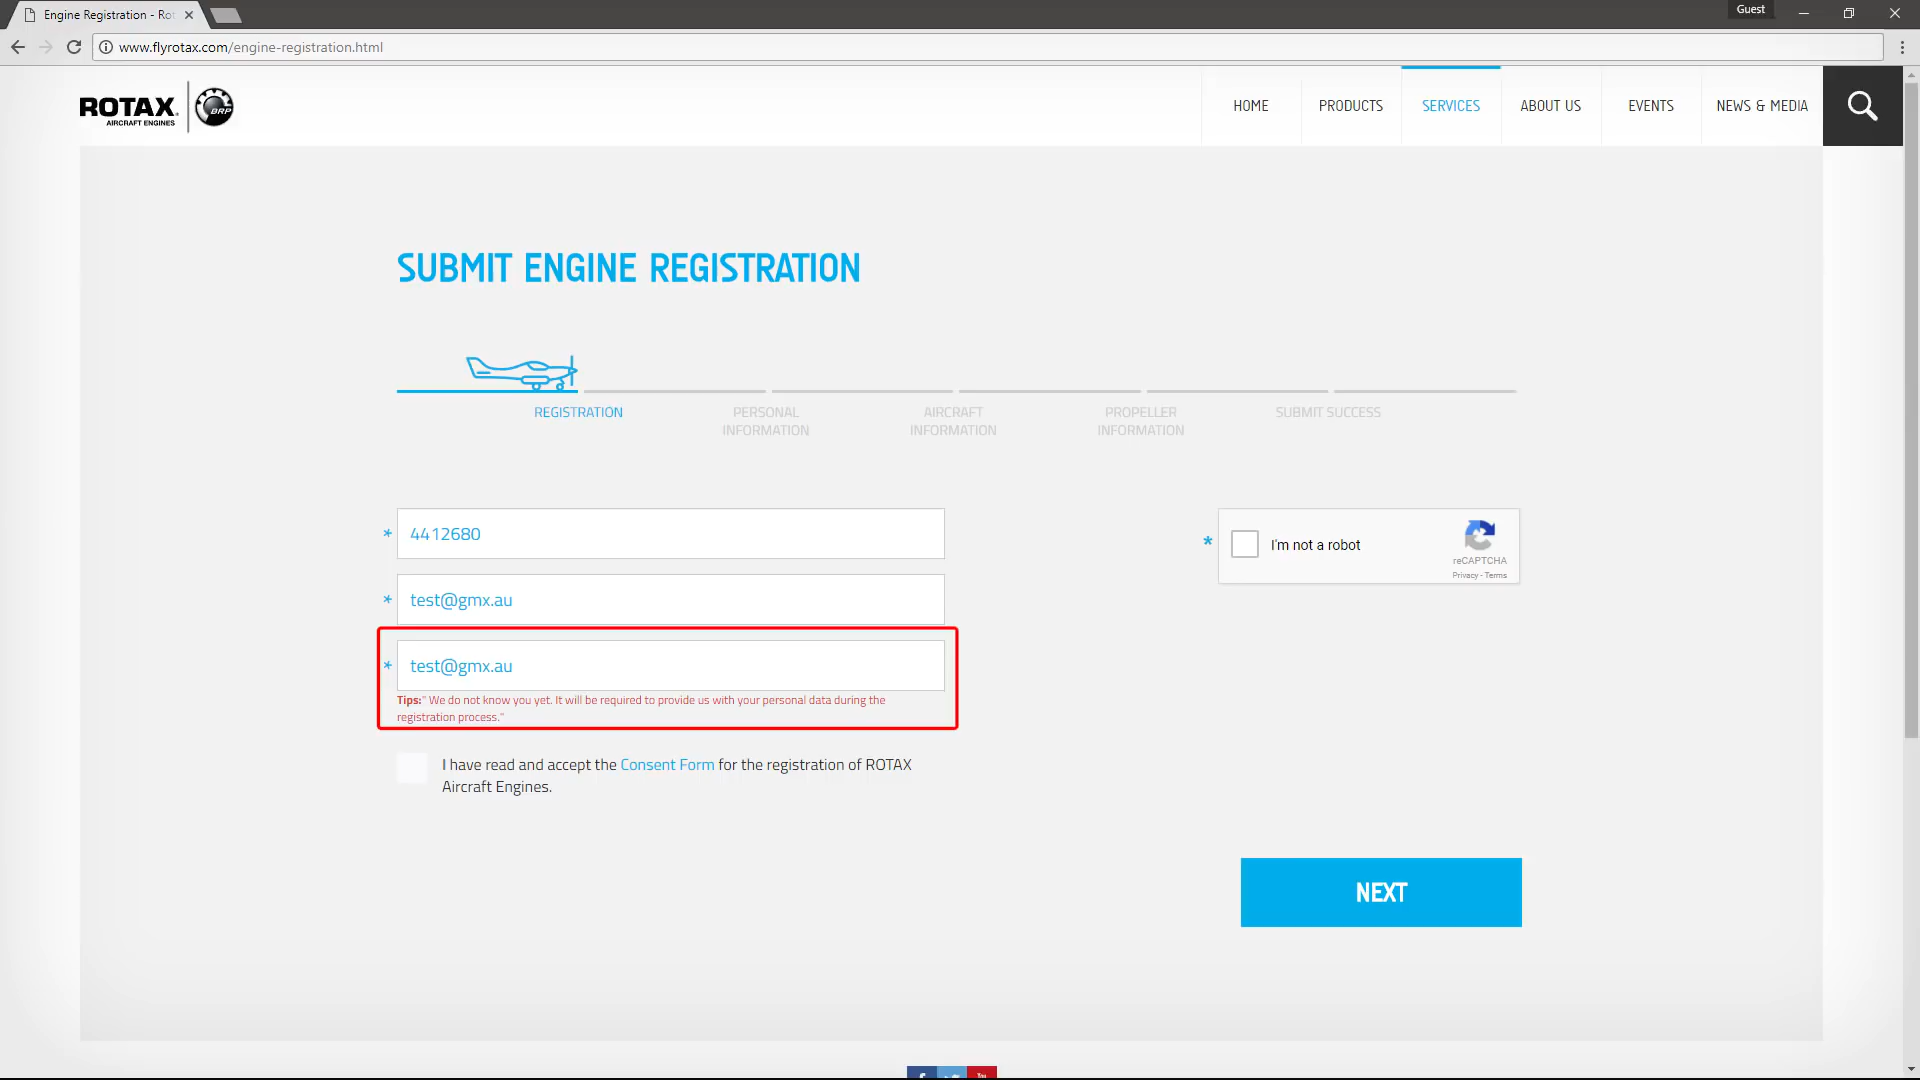 Engine Registration - Rot
Guest
www.flyrotax.com/engine-registration.html
ROTAX
AIRCRAFT ENGINES
BRP
HOME
PRODUCTS
SERVICES
ABOUT US
EVENTS
NEWS & MEDIA
SUBMIT ENGINE REGISTRATION
REGISTRATION
PERSONAL
INFORMATION
AIRCRAFT
INFORMATION
PROPELLER
INFORMATION
SUBMIT SUCCESS
* 4412680
* test@gmx.au
* test@gmx.au
Tips:" We do not know you yet. It will be required to provide us with your personal data during the
registration process."
I have read and accept the Consent Form for the registration of ROTAX
Aircraft Engines.
* I'm not a robot
reCAPTCHA
Privacy - Terms
NEXT